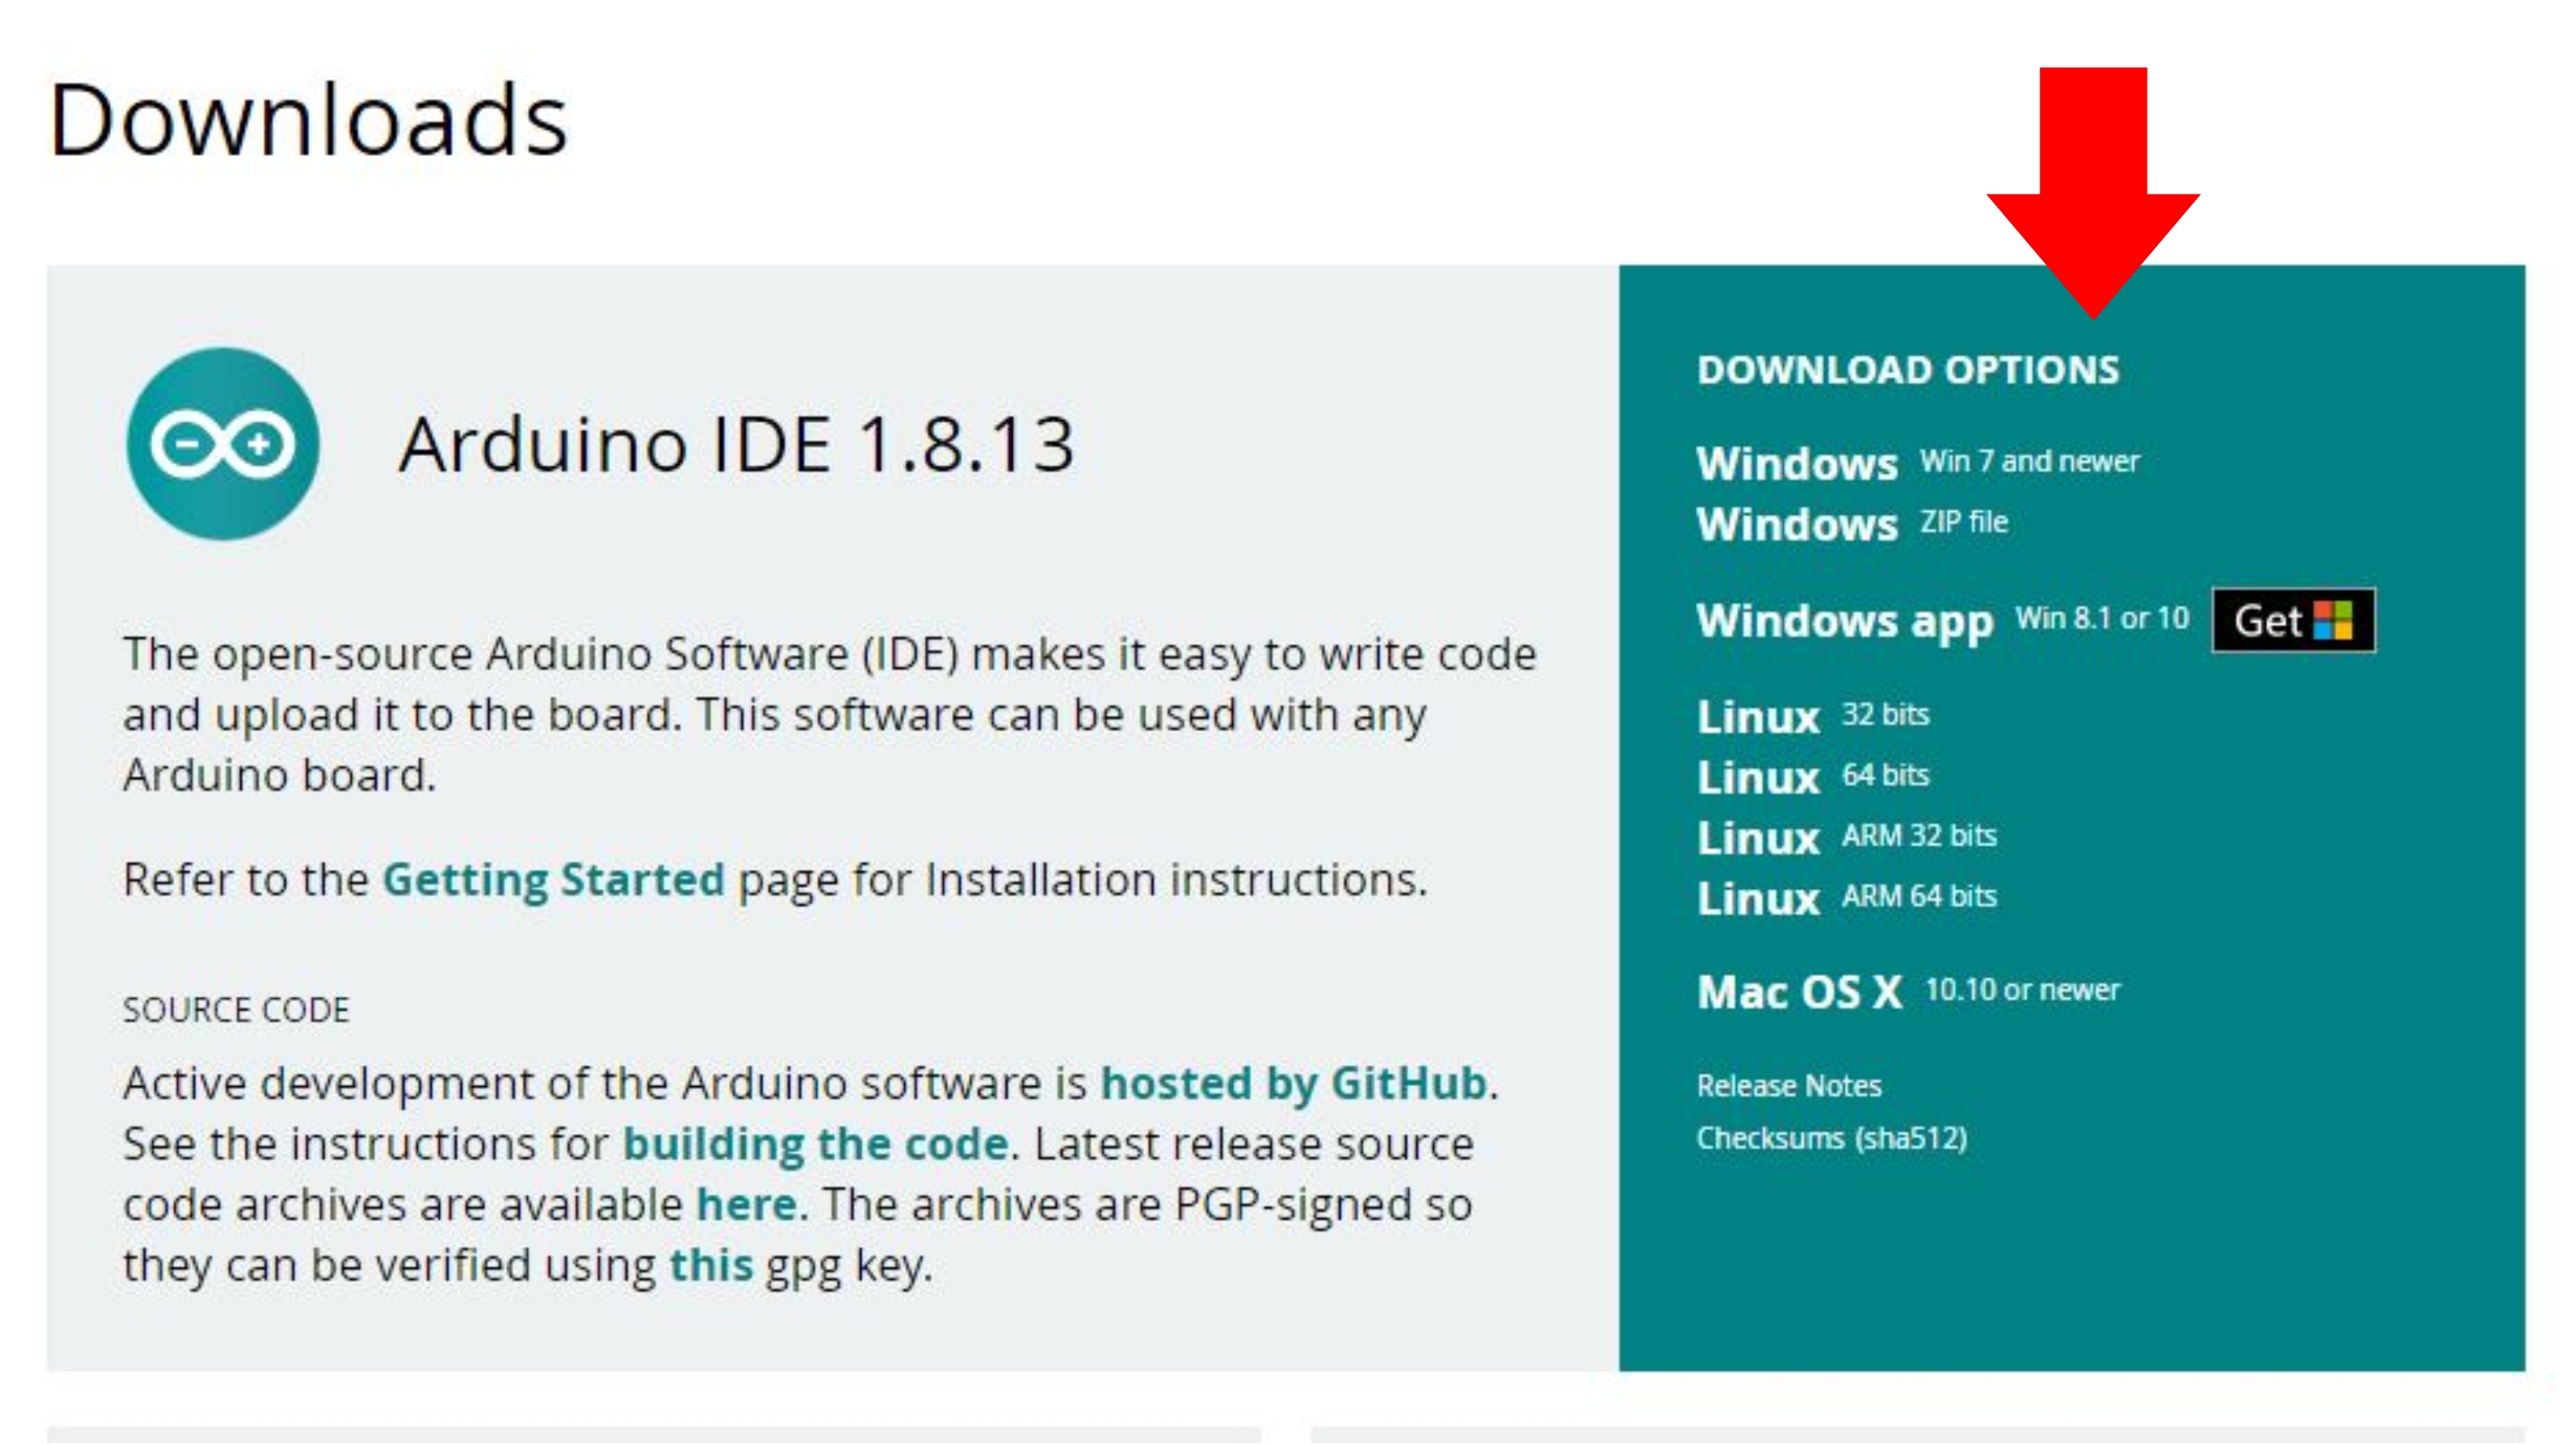 Downloads
Arduino IDE 1.8.13
The open-source Arduino Software (IDE) makes it easy to write code
and upload it to the board. This software can be used with any
Arduino board.
Refer to the Getting Started page for Installation instructions.
SOURCE CODE
Active development of the Arduino software is hosted by GitHub.
See the instructions for building the code. Latest release source
code archives are available here. The archives are PGP-signed so
they can be verified using this gpg key.
DOWNLOAD OPTIONS
Windows Win 7 and newer
Windows ZIP file
Windows app Win 8.1 or 10 Get
Linux 32 bits
Linux 64 bits
Linux ARM 32 bits
Linux ARM 64 bits
Mac OS X 10.10 or newer
Release Notes
Checksums (sha512)